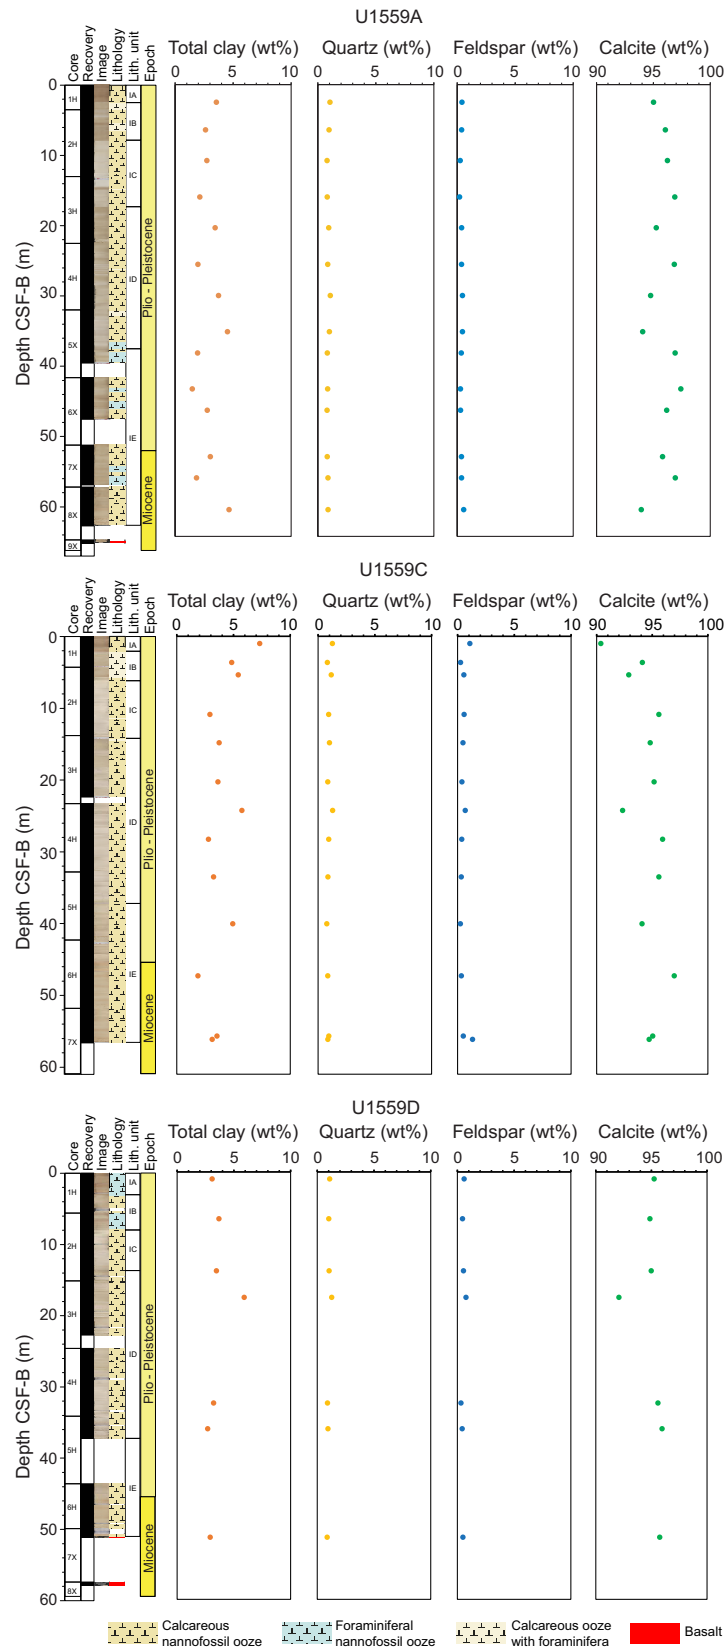 U1559A
Core Recovery Image Lithology Lith. unit Epoch
Total clay (wt%) Quartz (wt%) Feldspar (wt%) Calcite (wt%)
0 5 10 0 5 10 0 5 10 90 95 100
Depth CSF-B (m)
0
10
20
30
40
50
60
1H
2H
3H
4H
5X
6X
7X
8X
9X
IA
IB
IC
ID
IE
Plio - Pleistocene
Miocene
U1559C
Core Recovery Image Lithology Lith. unit Epoch
Total clay (wt%) Quartz (wt%) Feldspar (wt%) Calcite (wt%)
0 5 10 0 5 10 0 5 10 90 95 100
Depth CSF-B (m)
0
10
20
30
40
50
60
1H
2H
3H
4H
5H
6H
7X
IA
IB
IC
ID
IE
Plio - Pleistocene
Miocene
U1559D
Core Recovery Image Lithology Lith. unit Epoch
Total clay (wt%) Quartz (wt%) Feldspar (wt%) Calcite (wt%)
0 5 10 0 5 10 0 5 10 90 95 100
Depth CSF-B (m)
0
10
20
30
40
50
60
1H
2H
3H
4H
5H
6H
7X
8X
IA
IB
IC
ID
IE
Plio - Pleistocene
Miocene
Calcareous
nannofossil ooze
Foraminiferal
nannofossil ooze
Calcareous ooze
with foraminifera
Basalt